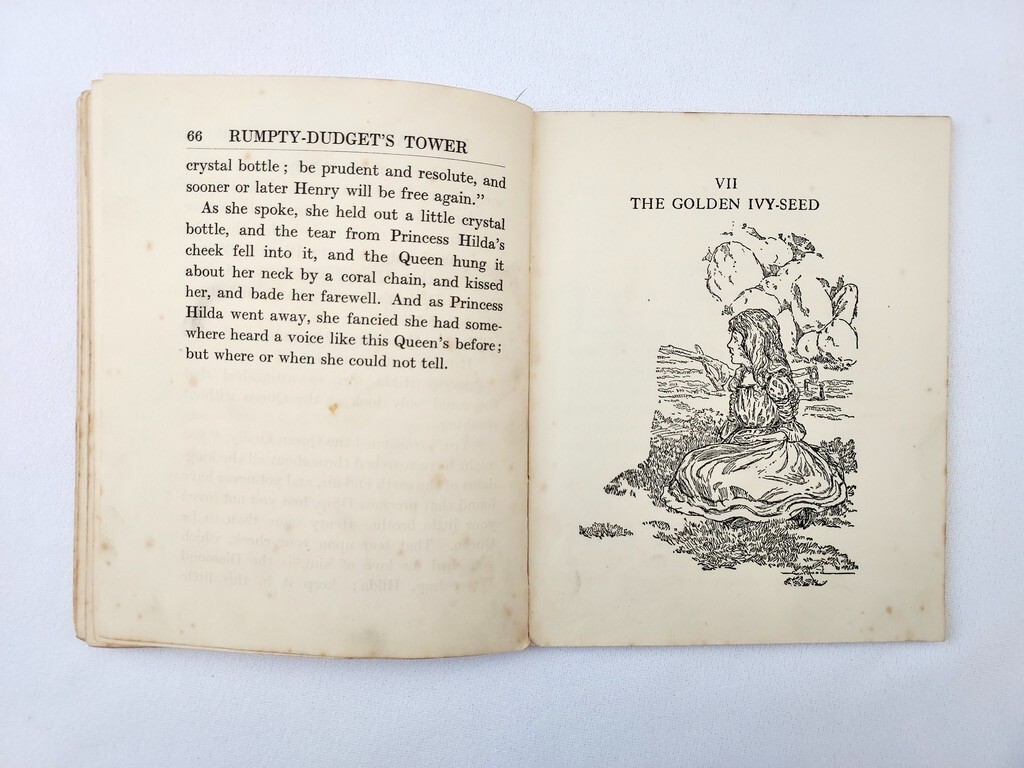 66 RUMPTY-DUDGET'S TOWER
crystal bottle; be prudent and resolute, and
sooner or later Henry will be free again.”
As she spoke, she held out a little crystal
bottle, and the tear from Princess Hilda's
cheek fell into it, and the Queen hung it
about her neck by a coral chain, and kissed
her, and bade her farewell. And as Princess
Hilda went away, she fancied she had some-
where heard a voice like this Queen's before;
but where or when she could not tell.
VII
THE GOLDEN IVY-SEED